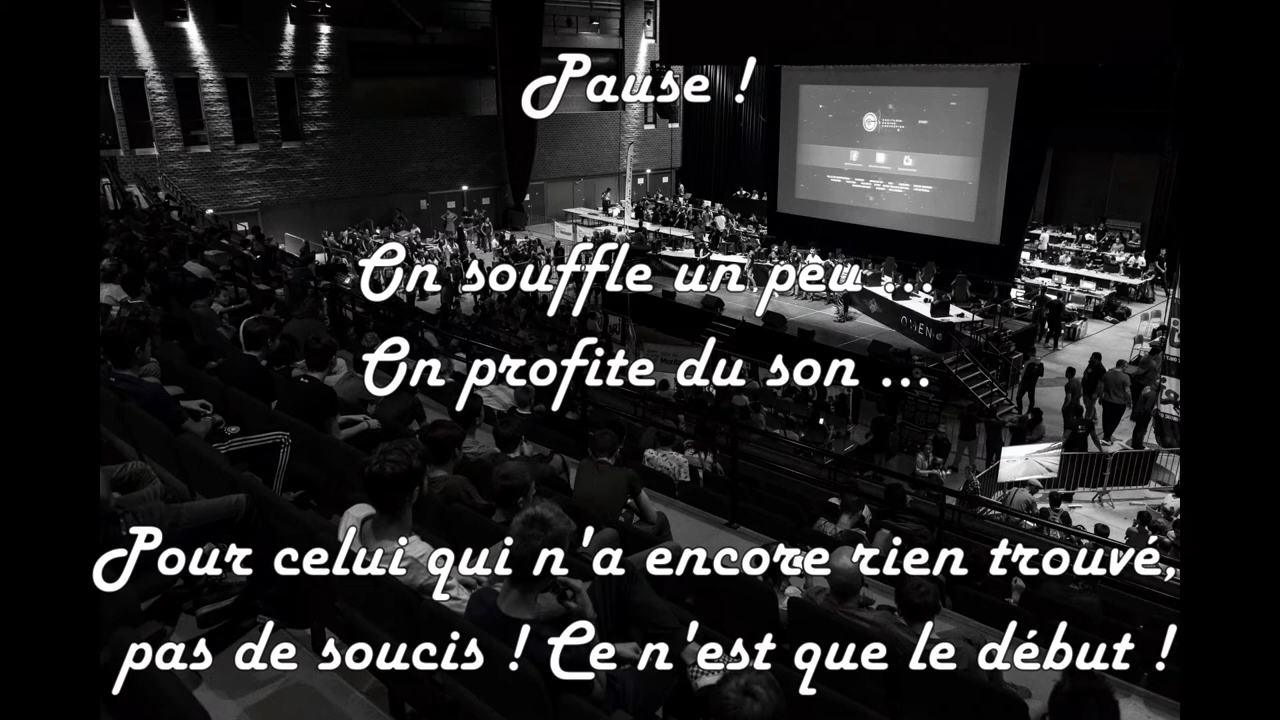 Pause !
On souffle un peu ...
On profite du son ...
Pour celui qui n'a encore rien trouvé,
pas de soucis ! Ce n'est que le début !
OMEN